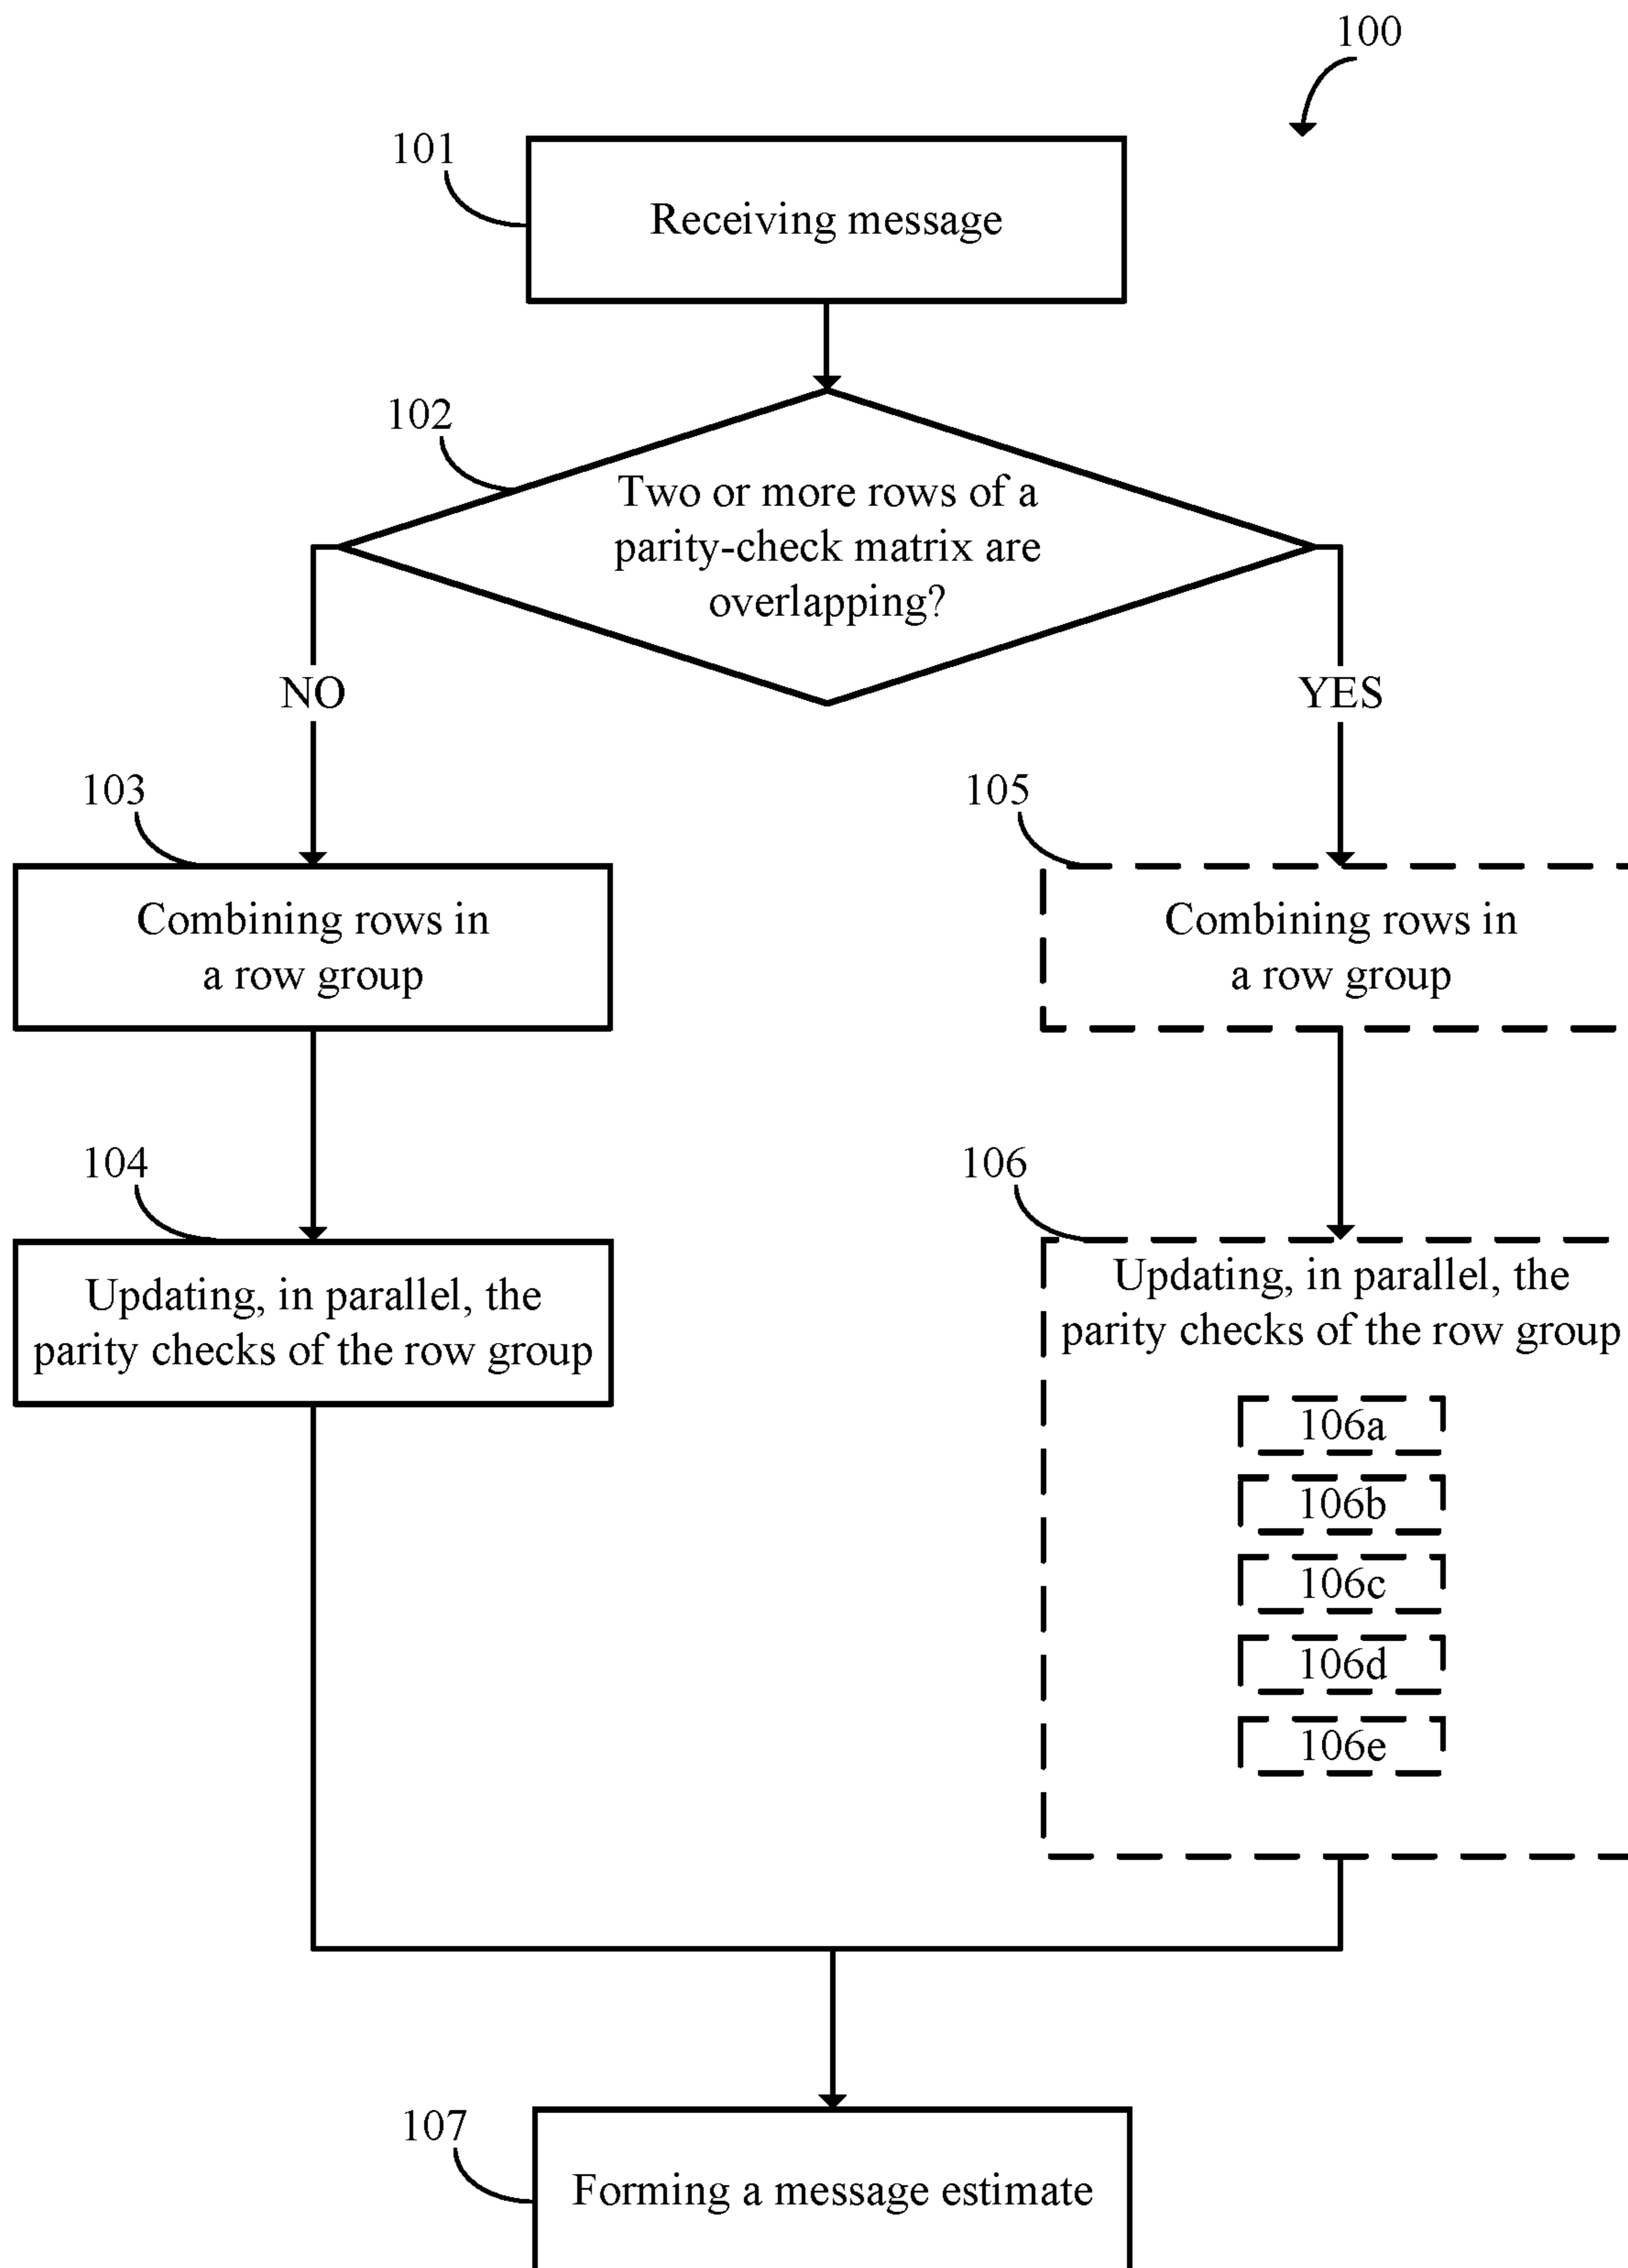 100
101
Receiving message
102
Two or more rows of a
parity-check matrix are
overlapping?
NO
YES
103
Combining rows in
a row group
105
Combining rows in
a row group
104
Updating, in parallel, the
parity checks of the row group
106
Updating, in parallel, the
parity checks of the row group
106a
106b
106c
106d
106e
107
Forming a message estimate